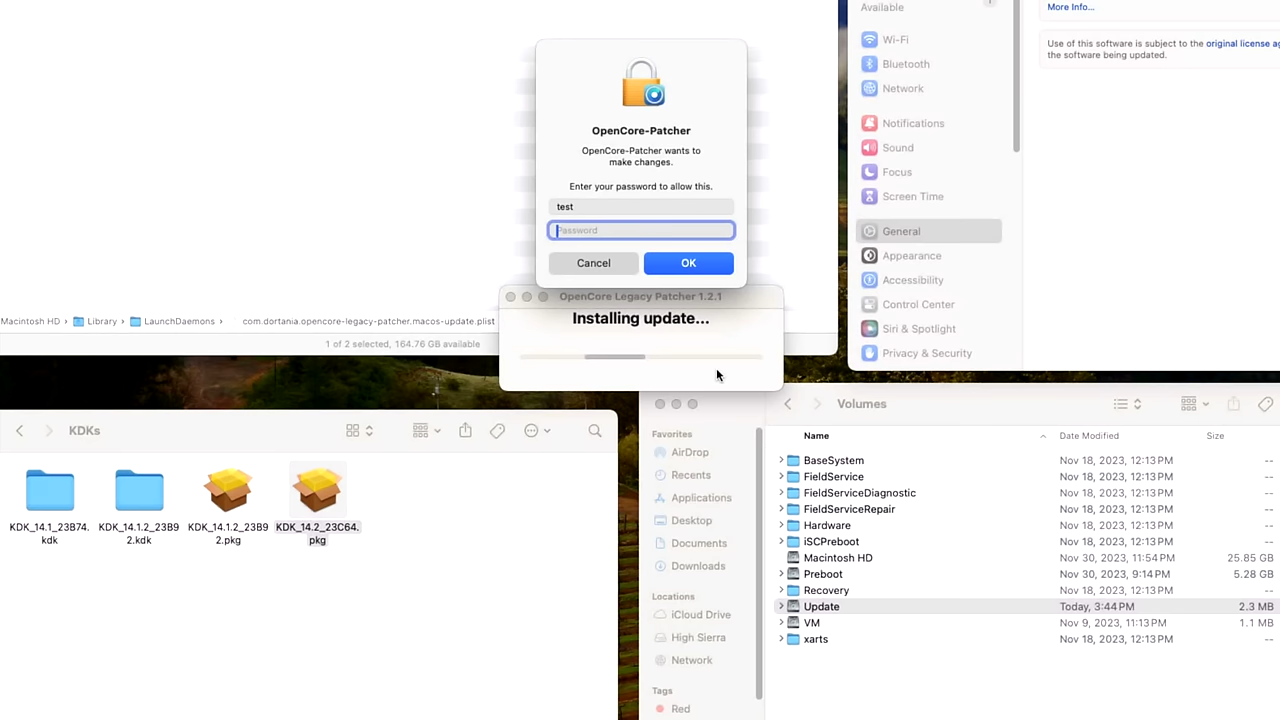 OpenCore-Patcher
OpenCore-Patcher wants to
make changes.
Enter your password to allow this.
test
Password
Cancel
OK
OpenCore Legacy Patcher 1.2.1
Installing update...
Macintosh HD › Library › LaunchDaemons › com.dortania.opencore-legacy-patcher.macos-update.plist
1 of 2 selected, 164.76 GB available
Available
Wi-Fi
Bluetooth
Network
Notifications
Sound
Focus
Screen Time
General
Appearance
Accessibility
Control Center
Siri & Spotlight
Privacy & Security
More Info...
Use of this software is subject to the original license
the software being updated.
KDKs
KDK_14.1_23B74.
kdk
KDK_14.1.2_23B9
2.kdk
KDK_14.1.2_23B9
2.pkg
KDK_14.2_23C64.
pkg
Favorites
AirDrop
Recents
Applications
Desktop
Documents
Downloads
Locations
iCloud Drive
High Sierra
Network
Tags
Red
Volumes
Name Date Modified Size
BaseSystem Nov 18, 2023, 12:13 PM --
FieldService Nov 18, 2023, 12:13 PM --
FieldServiceDiagnostic Nov 18, 2023, 12:13 PM --
FieldServiceRepair Nov 18, 2023, 12:13 PM --
Hardware Nov 18, 2023, 12:13 PM --
iSCPreboot Nov 18, 2023, 12:13 PM --
Macintosh HD Nov 30, 2023, 11:54 PM 25.85 GB
Preboot Nov 30, 2023, 9:14 PM 5.28 GB
Recovery Nov 18, 2023, 12:13 PM --
Update Today, 3:44 PM 2.3 MB
VM Nov 9, 2023, 11:13 PM 1.1 MB
xarts Nov 18, 2023, 12:13 PM --